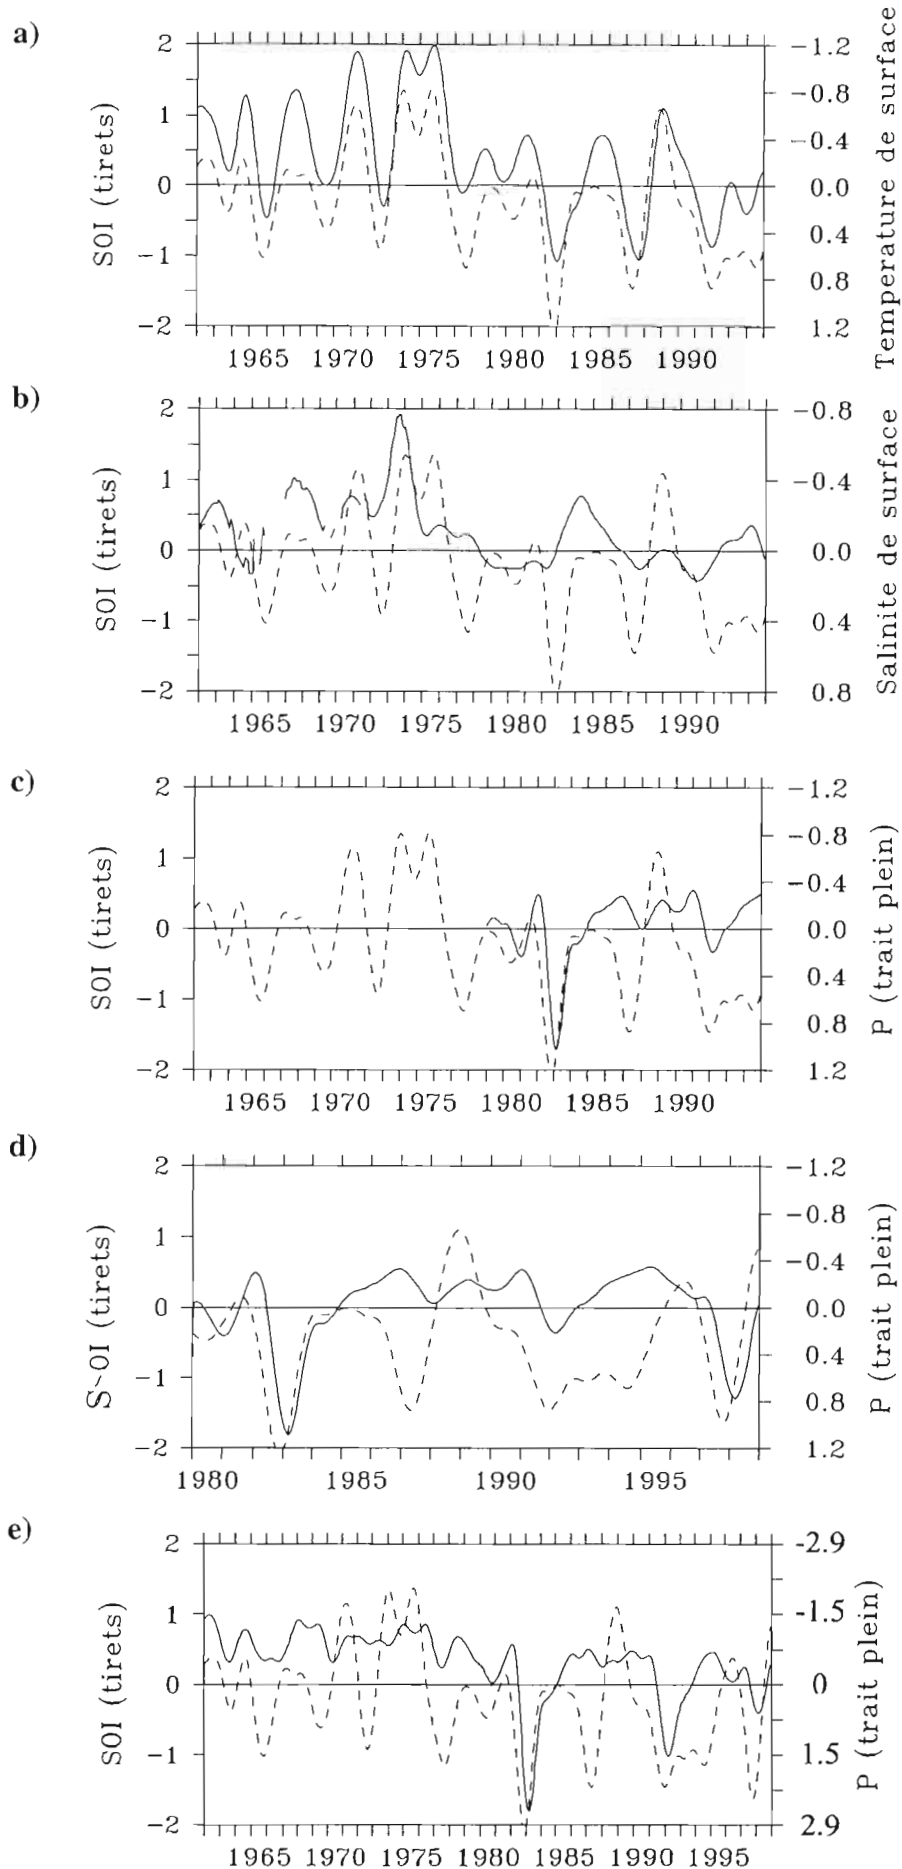 a)
2
1
0
−1
−2
SOI (tirets)
−1.2
−0.8
−0.4
0.0
0.4
0.8
1.2
Temperature de surface
1965 1970 1975 1980 1985 1990
b)
2
1
0
−1
−2
SOI (tirets)
−0.8
−0.4
0.0
0.4
0.8
Salinite de surface
1965 1970 1975 1980 1985 1990
c)
2
1
0
−1
−2
SOI (tirets)
−1.2
−0.8
−0.4
0.0
0.4
0.8
1.2
P (trait plein)
1965 1970 1975 1980 1985 1990
d)
2
1
0
−1
−2
S~OI (tirets)
−1.2
−0.8
−0.4
0.0
0.4
0.8
1.2
P (trait plein)
1980 1985 1990 1995
e)
2
1
0
−1
−2
SOI (tirets)
-2.9
-1.5
0
1.5
2.9
P (trait plein)
1965 1970 1975 1980 1985 1990 1995